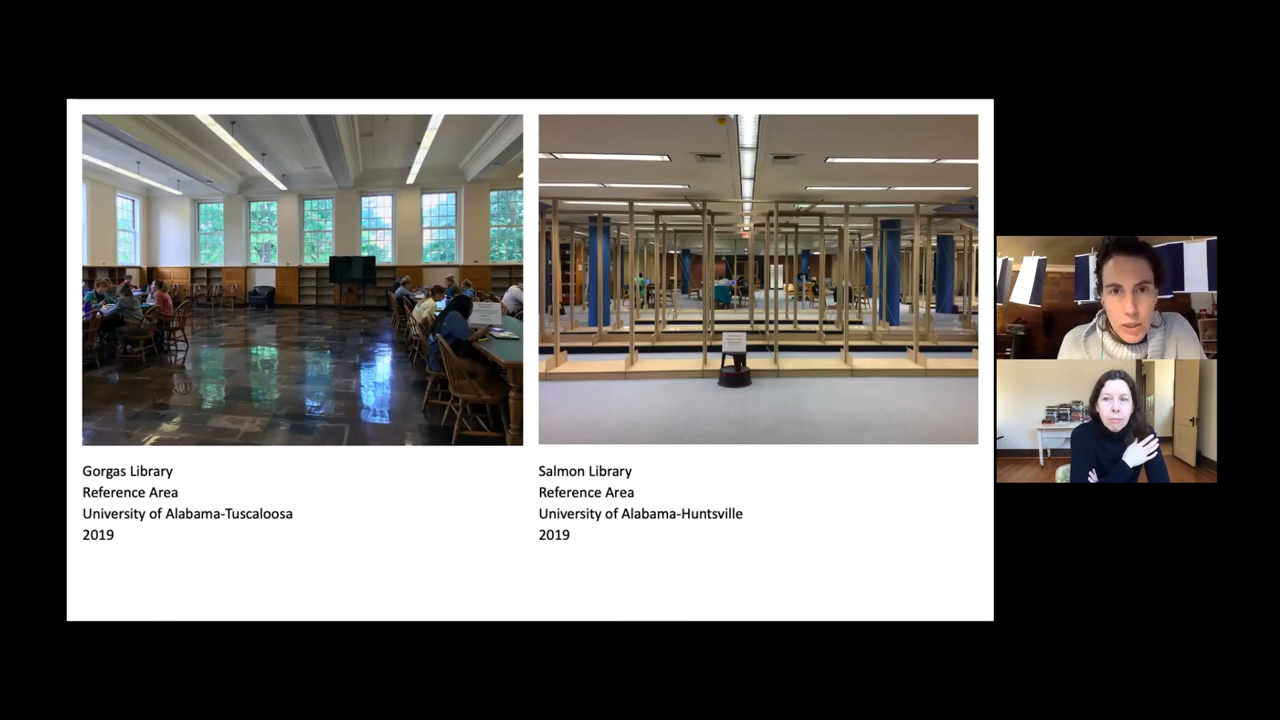 Gorgas Library
Reference Area
University of Alabama-Tuscaloosa
2019
Salmon Library
Reference Area
University of Alabama-Huntsville
2019